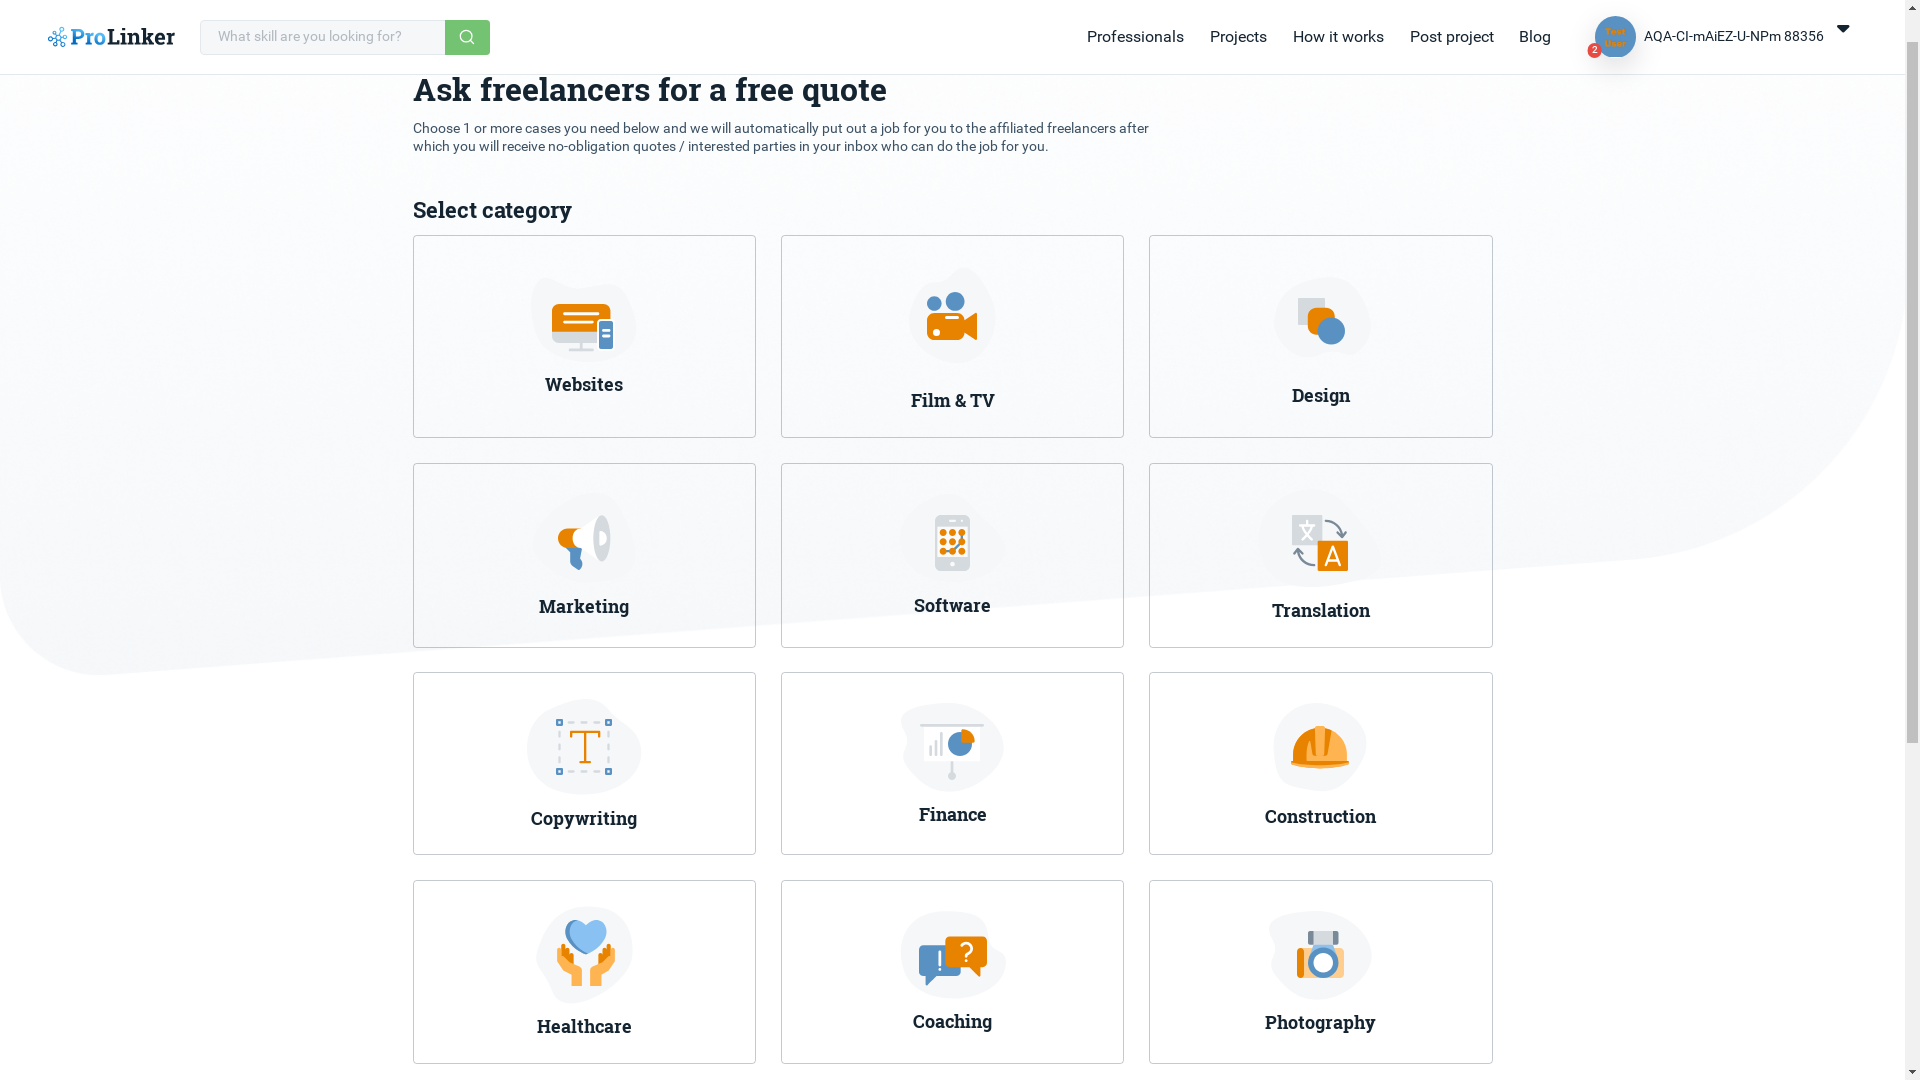 ProLinker
What skill are you looking for?
Professionals
Projects
How it works
Post project
Blog
Test
User
2
AQA-CI-mAiEZ-U-NPm 88356
Ask freelancers for a free quote
Choose 1 or more cases you need below and we will automatically put out a job for you to the affiliated freelancers after
which you will receive no-obligation quotes / interested parties in your inbox who can do the job for you.
Select category
Websites
Film & TV
Design
Marketing
Software
文
A
Translation
T
Copywriting
Finance
Construction
Healthcare
!
?
Coaching
Photography